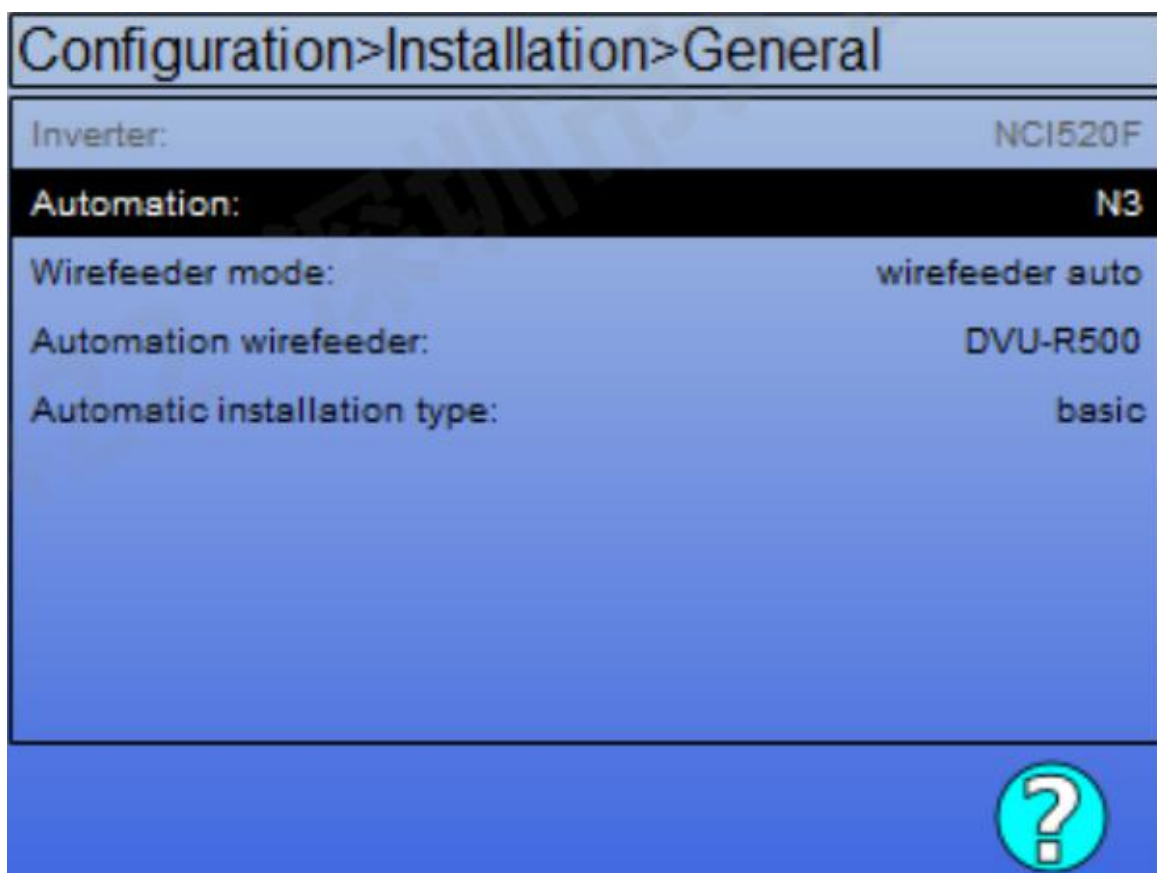 Configuration>Installation>General
Inverter: NCI520F
Automation: N3
Wirefeeder mode: wirefeeder auto
Automation wirefeeder: DVU-R500
Automatic installation type: basic
?